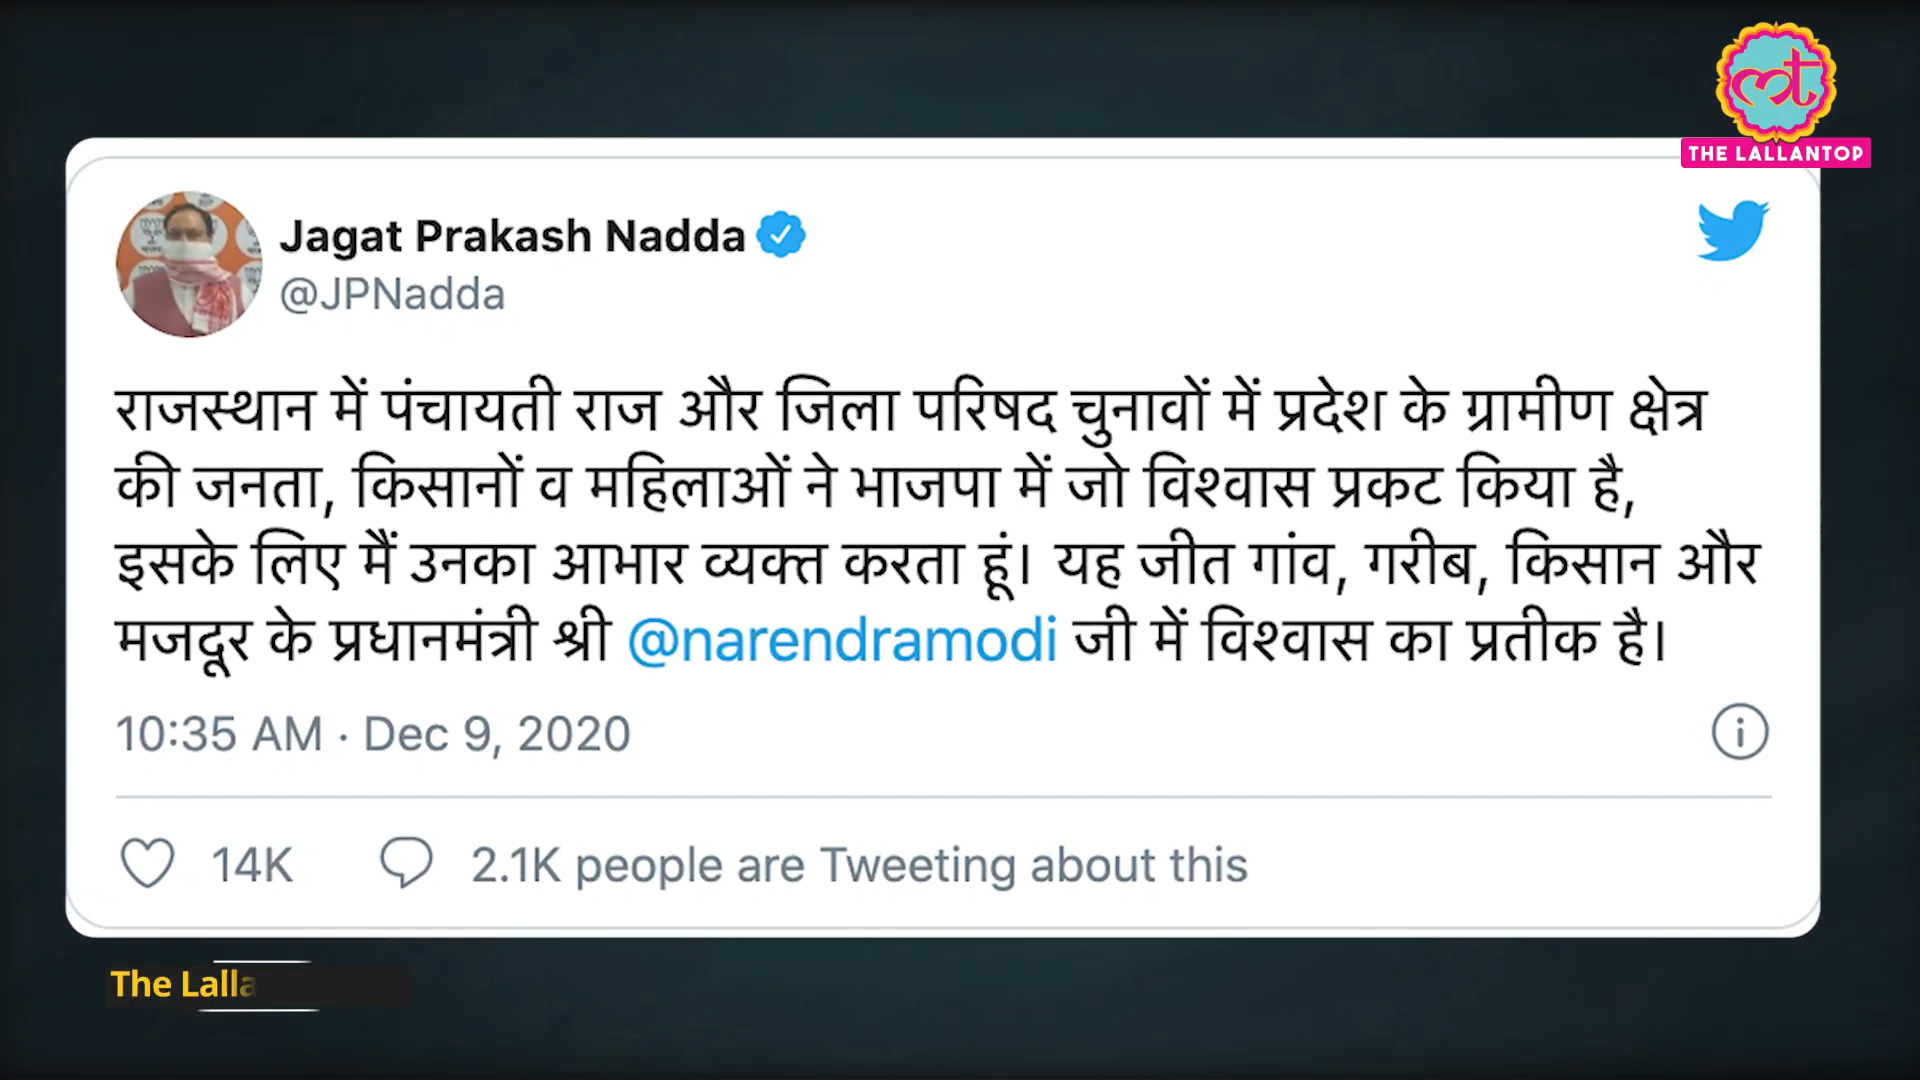 THE LALLANTOP
Jagat Prakash Nadda
@JPNadda
राजस्थान में पंचायती राज और जिला परिषद चुनावों में प्रदेश के ग्रामीण क्षेत्र
की जनता, किसानों व महिलाओं ने भाजपा में जो विश्वास प्रकट किया है,
इसके लिए मैं उनका आभार व्यक्त करता हूं। यह जीत गांव, गरीब, किसान और
मजदूर के प्रधानमंत्री श्री @narendramodi जी में विश्वास का प्रतीक है।
10:35 AM · Dec 9, 2020
14K 2.1K people are Tweeting about this
The Lalla